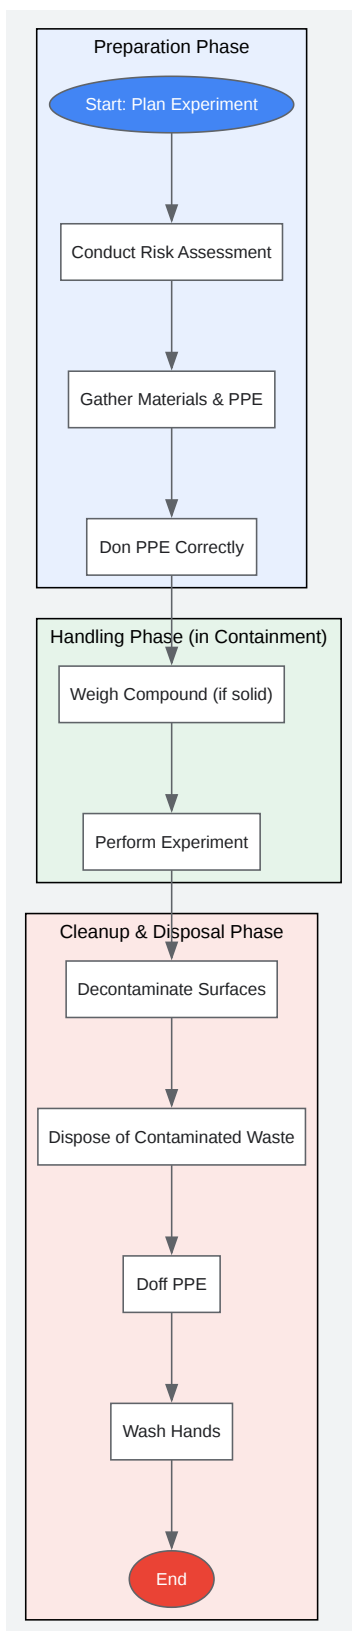 Preparation Phase
Start: Plan Experiment
Conduct Risk Assessment
Gather Materials & PPE
Don PPE Correctly
Handling Phase (in Containment)
Weigh Compound (if solid)
Perform Experiment
Cleanup & Disposal Phase
Decontaminate Surfaces
Dispose of Contaminated Waste
Doff PPE
Wash Hands
End